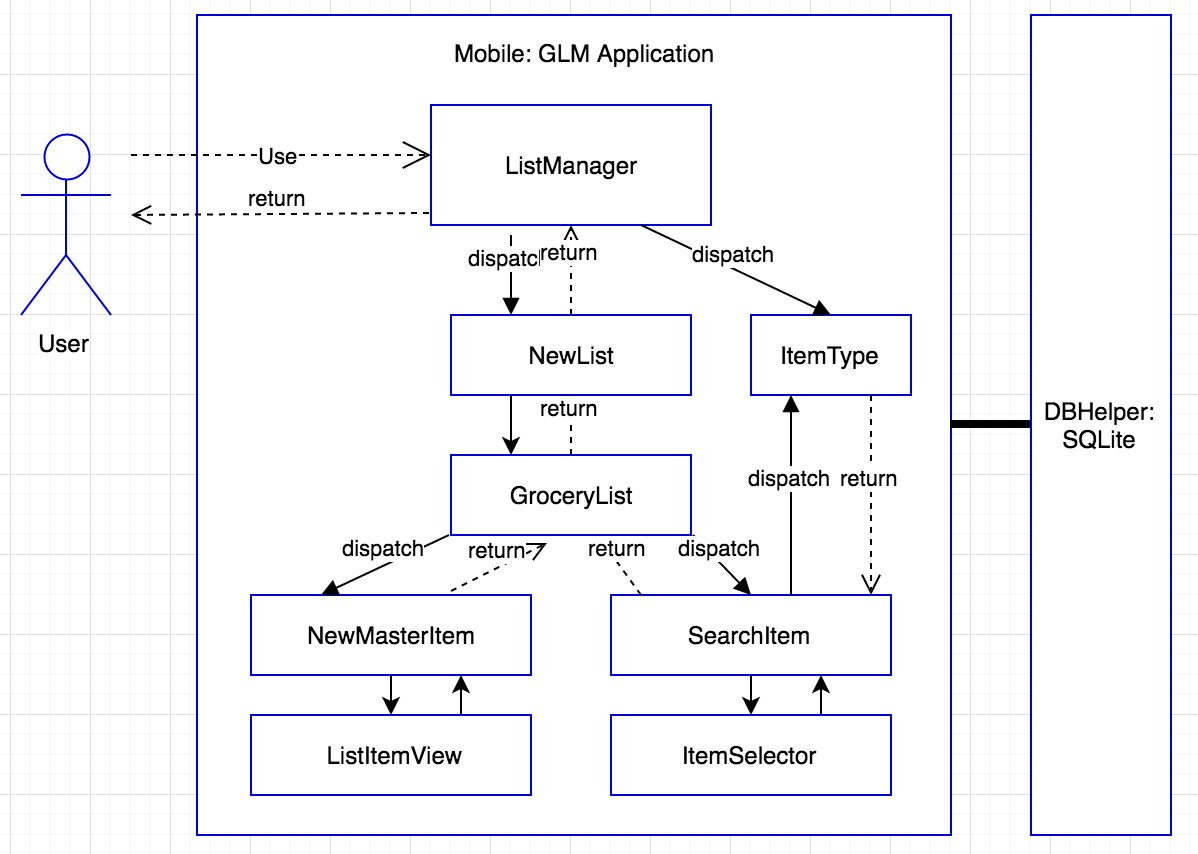 Mobile: GLM Application
ListManager
Use
return
dispatc
return
dispatch
User
NewList
ItemType
return
DBHelper:
SQLite
dispatch
return
GroceryList
dispatch
return
return
dispatch
NewMasterItem
SearchItem
ListItemView
ItemSelector